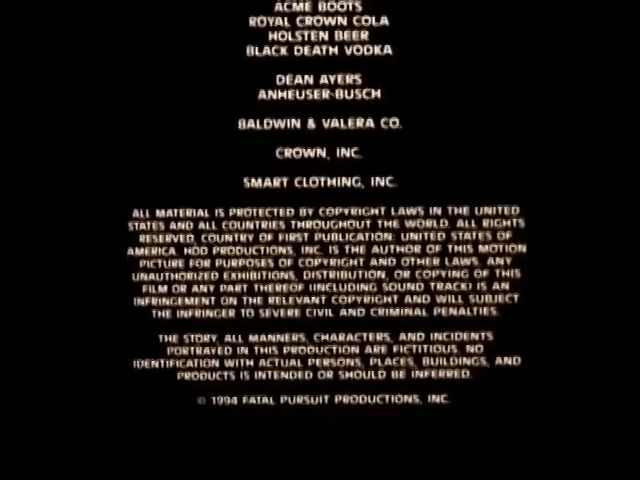 ACME BOOTS
ROYAL CROWN COLA
HOLSTEN BEER
BLACK DEATH VODKA
DEAN AYERS
ANHEUSER-BUSCH
BALDWIN & VALERA CO.
CROWN, INC.
SMART CLOTHING, INC.
ALL MATERIAL IS PROTECTED BY COPYRIGHT LAWS IN THE UNITED
STATES AND ALL COUNTRIES THROUGHOUT THE WORLD. ALL RIGHTS
RESERVED. COUNTRY OF FIRST PUBLICATION: UNITED STATES OF
AMERICA. HDD PRODUCTIONS, INC. IS THE AUTHOR OF THIS MOTION
PICTURE FOR PURPOSES OF COPYRIGHT AND OTHER LAWS. ANY
UNAUTHORIZED EXHIBITIONS, DISTRIBUTION, OR COPYING OF THIS
FILM OR ANY PART THEREOF (INCLUDING SOUND TRACK) IS AN
INFRINGEMENT ON THE RELEVANT COPYRIGHT AND WILL SUBJECT
THE INFRINGER TO SEVERE CIVIL AND CRIMINAL PENALTIES.
THE STORY, ALL MANNERS, CHARACTERS, AND INCIDENTS
PORTRAYED IN THIS PRODUCTION ARE FICTITIOUS. NO
IDENTIFICATION WITH ACTUAL PERSONS, PLACES, BUILDINGS, AND
PRODUCTS IS INTENDED OR SHOULD BE INFERRED.
© 1994 FATAL PURSUIT PRODUCTIONS, INC.